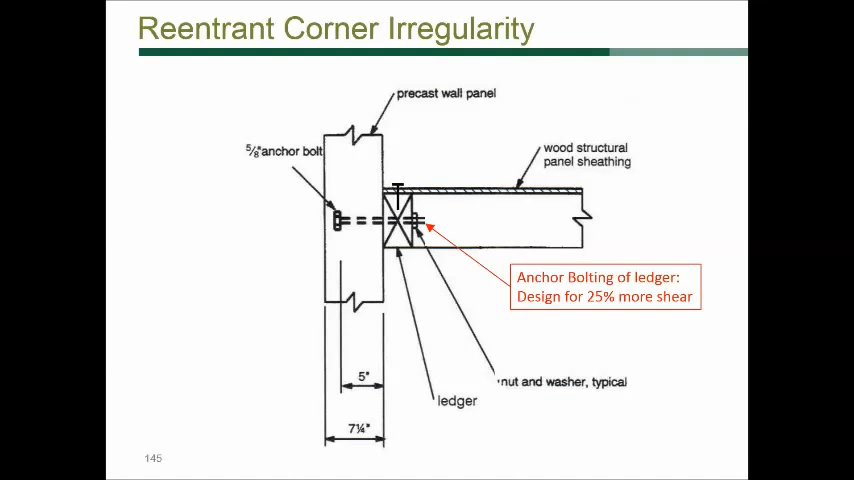 Reentrant Corner Irregularity
precast wall panel
5/8" anchor bolt
wood structural
panel sheathing
Anchor Bolting of ledger:
Design for 25% more shear
5"
nut and washer, typical
ledger
7¼"
145